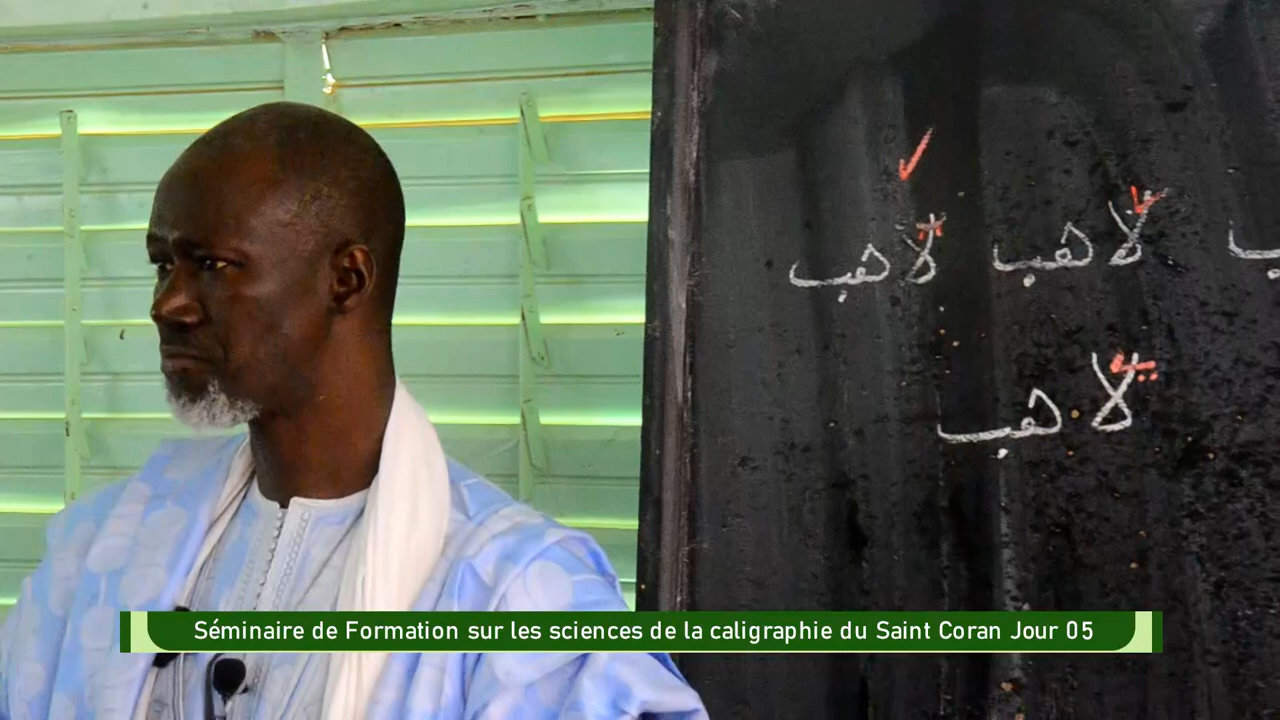 لاهب لاهب
لاهب
Séminaire de Formation sur les sciences de la caligraphie du Saint Coran Jour 05